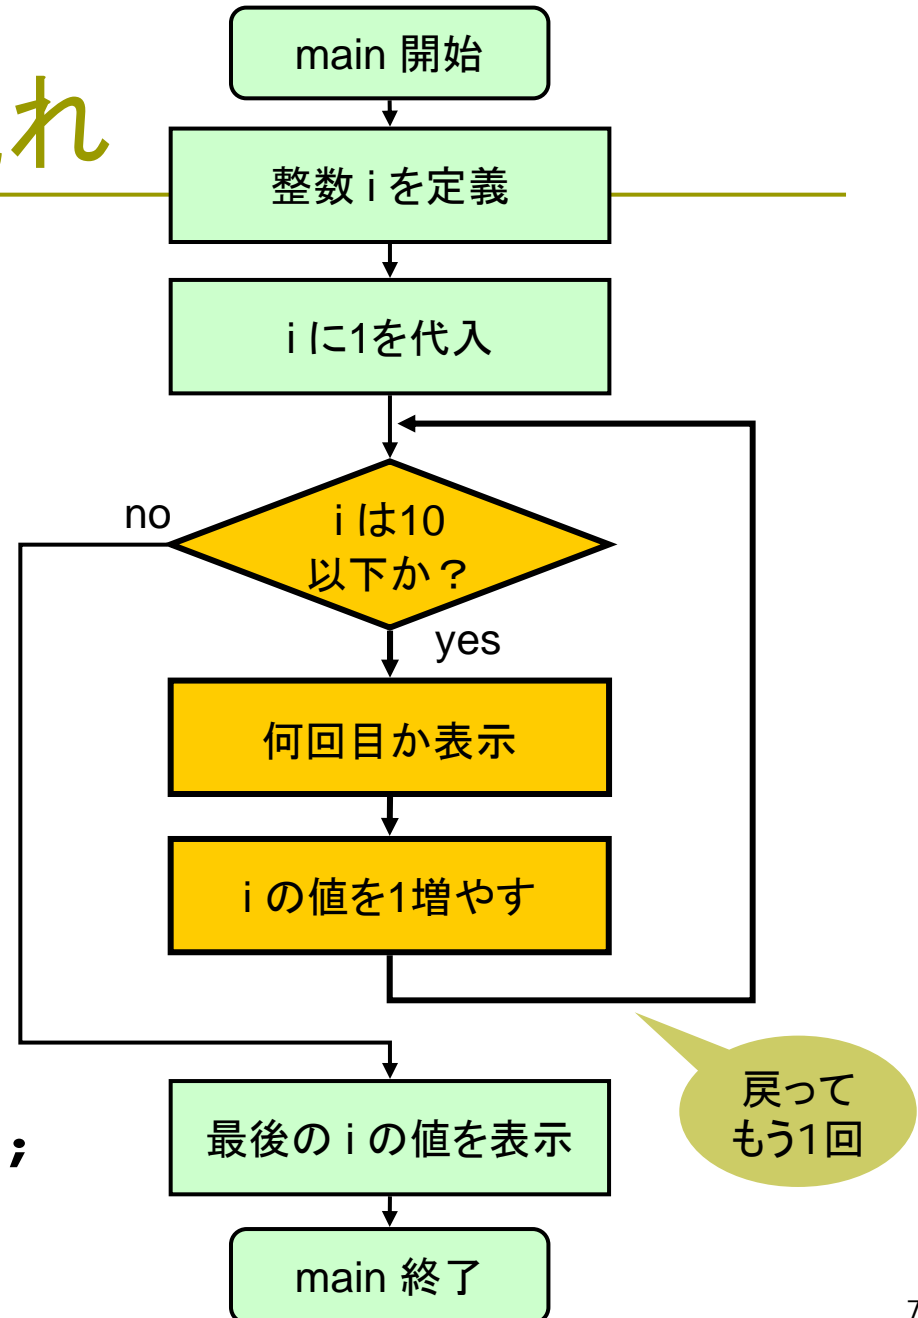 れ
main 開始
整数 i を定義
i に1を代入
i は10
以下か？
no
yes
何回目か表示
i の値を1増やす
戻って
もう1回
;
最後の i の値を表示
main 終了
7